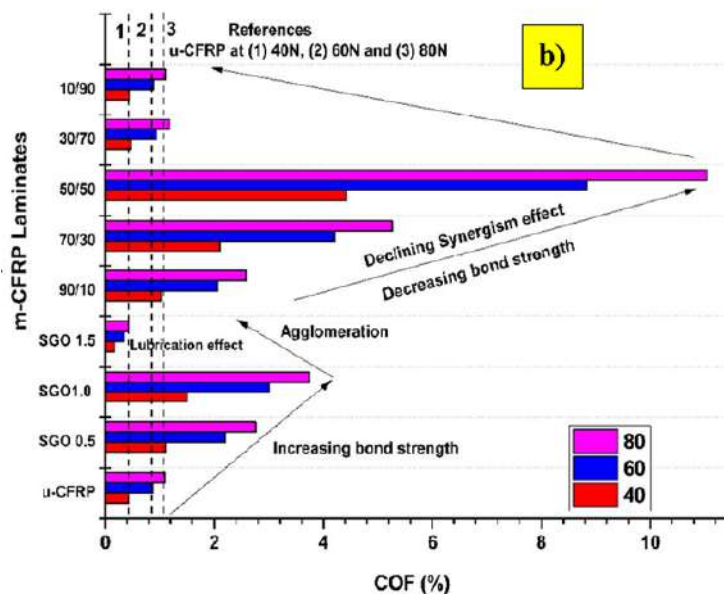 1 2 3 References
u-CFRP at (1) 40N, (2) 60N and (3) 80N
b)
m-CFRP Laminates
10/90
30/70
50/50
70/30
90/10
SGO 1.5
SGO1.0
SGO 0.5
u-CFRP
Declining Synergism effect
Decreasing bond strength
Agglomeration
Lubrication effect
Increasing bond strength
80
60
40
0 2 4 6 8 10
COF (%)